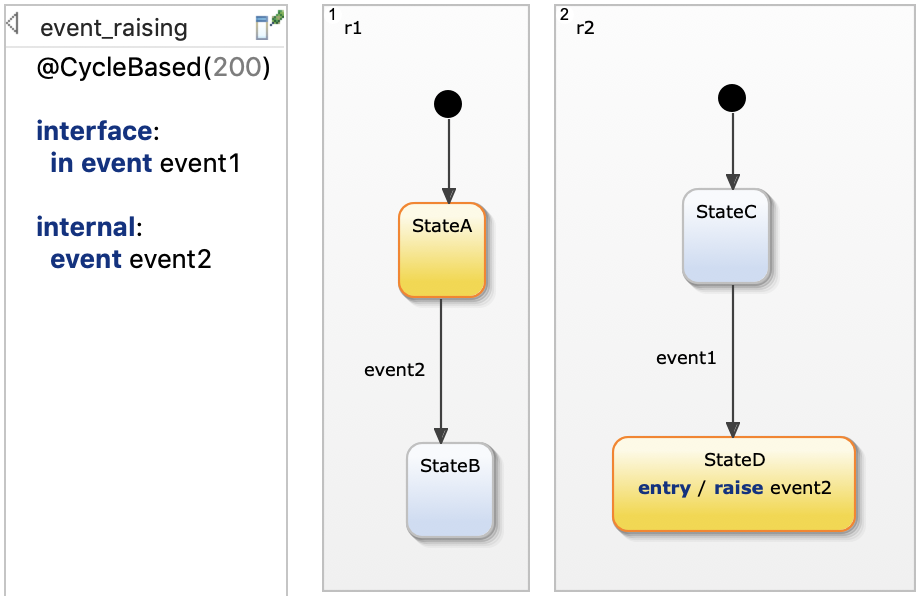 event_raising
@CycleBased(200)
interface:
in event event1
internal:
event event2
1
r1
StateA
event2
StateB
2
r2
StateC
event1
StateD
entry / raise event2